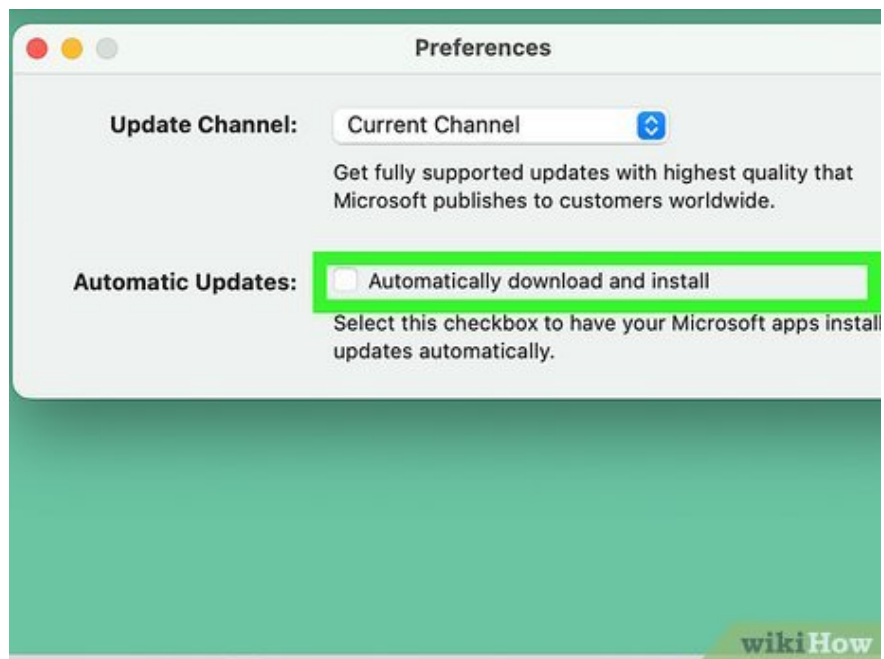 Preferences
Update Channel: Current Channel
Get fully supported updates with highest quality that
Microsoft publishes to customers worldwide.
Automatic Updates: Automatically download and install
Select this checkbox to have your Microsoft apps install
updates automatically.
wikiHow